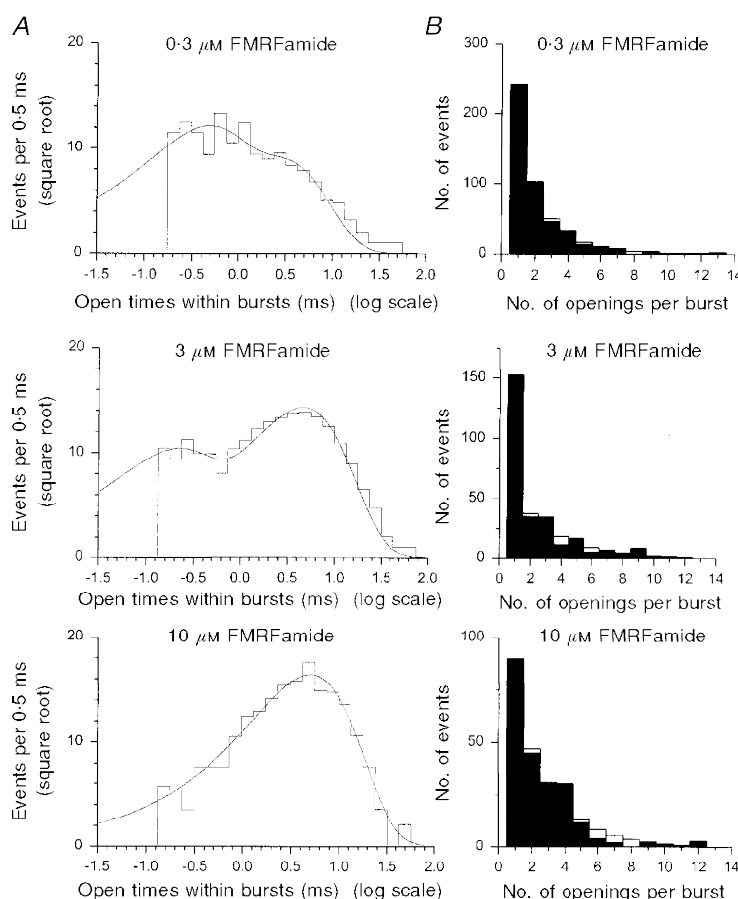 A
B
0·3 μM FMRFamide
20
10
0
Events per 0·5 ms
(square root)
-1.5 -1.0 -0.5 0.0 0.5 1.0 1.5 2.0
Open times within bursts (ms) (log scale)
0·3 μM FMRFamide
300
200
100
0
No. of events
0 2 4 6 8 10 12 14
No. of openings per burst
3 μM FMRFamide
20
10
0
Events per 0·5 ms
(square root)
-1.5 -1.0 -0.5 0.0 0.5 1.0 1.5 2.0
Open times within bursts (ms) (log scale)
3 μM FMRFamide
150
100
50
0
No. of events
0 2 4 6 8 10 12 14
No. of openings per burst
10 μM FMRFamide
20
10
0
Events per 0·5 ms
(square root)
-1.5 -1.0 -0.5 0.0 0.5 1.0 1.5 2.0
Open times within bursts (ms) (log scale)
10 μM FMRFamide
100
50
0
No. of events
0 2 4 6 8 10 12 14
No. of openings per burst